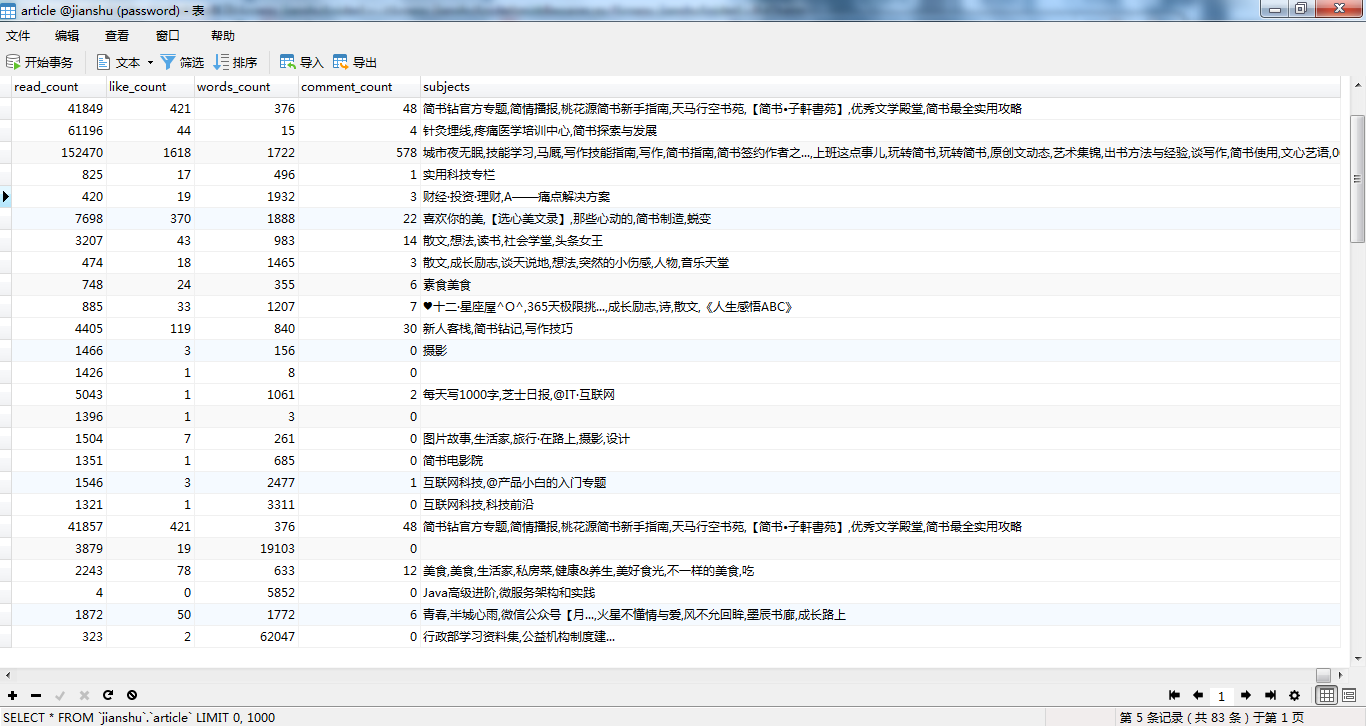 article @jianshu (password) - 表
文件 编辑 查看 窗口 帮助
开始事务 文本 筛选 排序 导入 导出
read_count like_count words_count comment_count subjects
41849 421 376 48 简书钻官方专题,简情播报,桃花源简书新手指南,天马行空书苑,【简书•子軒書苑】,优秀文学殿堂,简书最全实用攻略
61196 44 15 4 针灸埋线,疼痛医学培训中心,简书探索与发展
152470 1618 1722 578 城市夜无眠,技能学习,马厩,写作技能指南,写作,简书指南,简书签约作者之...,上班这点事儿,玩转简书,玩转简书,原创文动态,艺术集锦,出书方法与经验,谈写作,简书使用,文心艺语,0
825 17 496 1 实用科技专栏
420 19 1932 3 财经·投资·理财,A——痛点解决方案
7698 370 1888 22 喜欢你的美,【选心美文录】,那些心动的,简书制造,蜕变
3207 43 983 14 散文,想法,读书,社会学堂,头条女王
474 18 1465 3 散文,成长励志,谈天说地,想法,突然的小伤感,人物,音乐天堂
748 24 355 6 素食美食
885 33 1207 7 ♥十二·星座屋^O^,365天极限挑...,成长励志,诗,散文,《人生感悟ABC》
4405 119 840 30 新人客栈,简书钻记,写作技巧
1466 3 156 0 摄影
1426 1 8 0
5043 1 1061 2 每天写1000字,芝士日报,@IT·互联网
1396 1 3 0
1504 7 261 0 图片故事,生活家,旅行·在路上,摄影,设计
1351 1 685 0 简书电影院
1546 3 2477 1 互联网科技,@产品小白的入门专题
1321 1 3311 0 互联网科技,科技前沿
41857 421 376 48 简书钻官方专题,简情播报,桃花源简书新手指南,天马行空书苑,【简书•子軒書苑】,优秀文学殿堂,简书最全实用攻略
3879 19 19103 0
2243 78 633 12 美食,美食,生活家,私房菜,健康&养生,美好食光,不一样的美食,吃
4 0 5852 0 Java高级进阶,微服务架构和实践
1872 50 1772 6 青春,半城心雨,微信公众号【月...,火星不懂情与爱,风不允回眸,墨辰书廊,成长路上
323 2 62047 0 行政部学习资料集,公益机构制度建...
1
SELECT * FROM `jianshu`.`article` LIMIT 0, 1000 第 5 条记录 ( 共 83 条 ) 于第 1 页